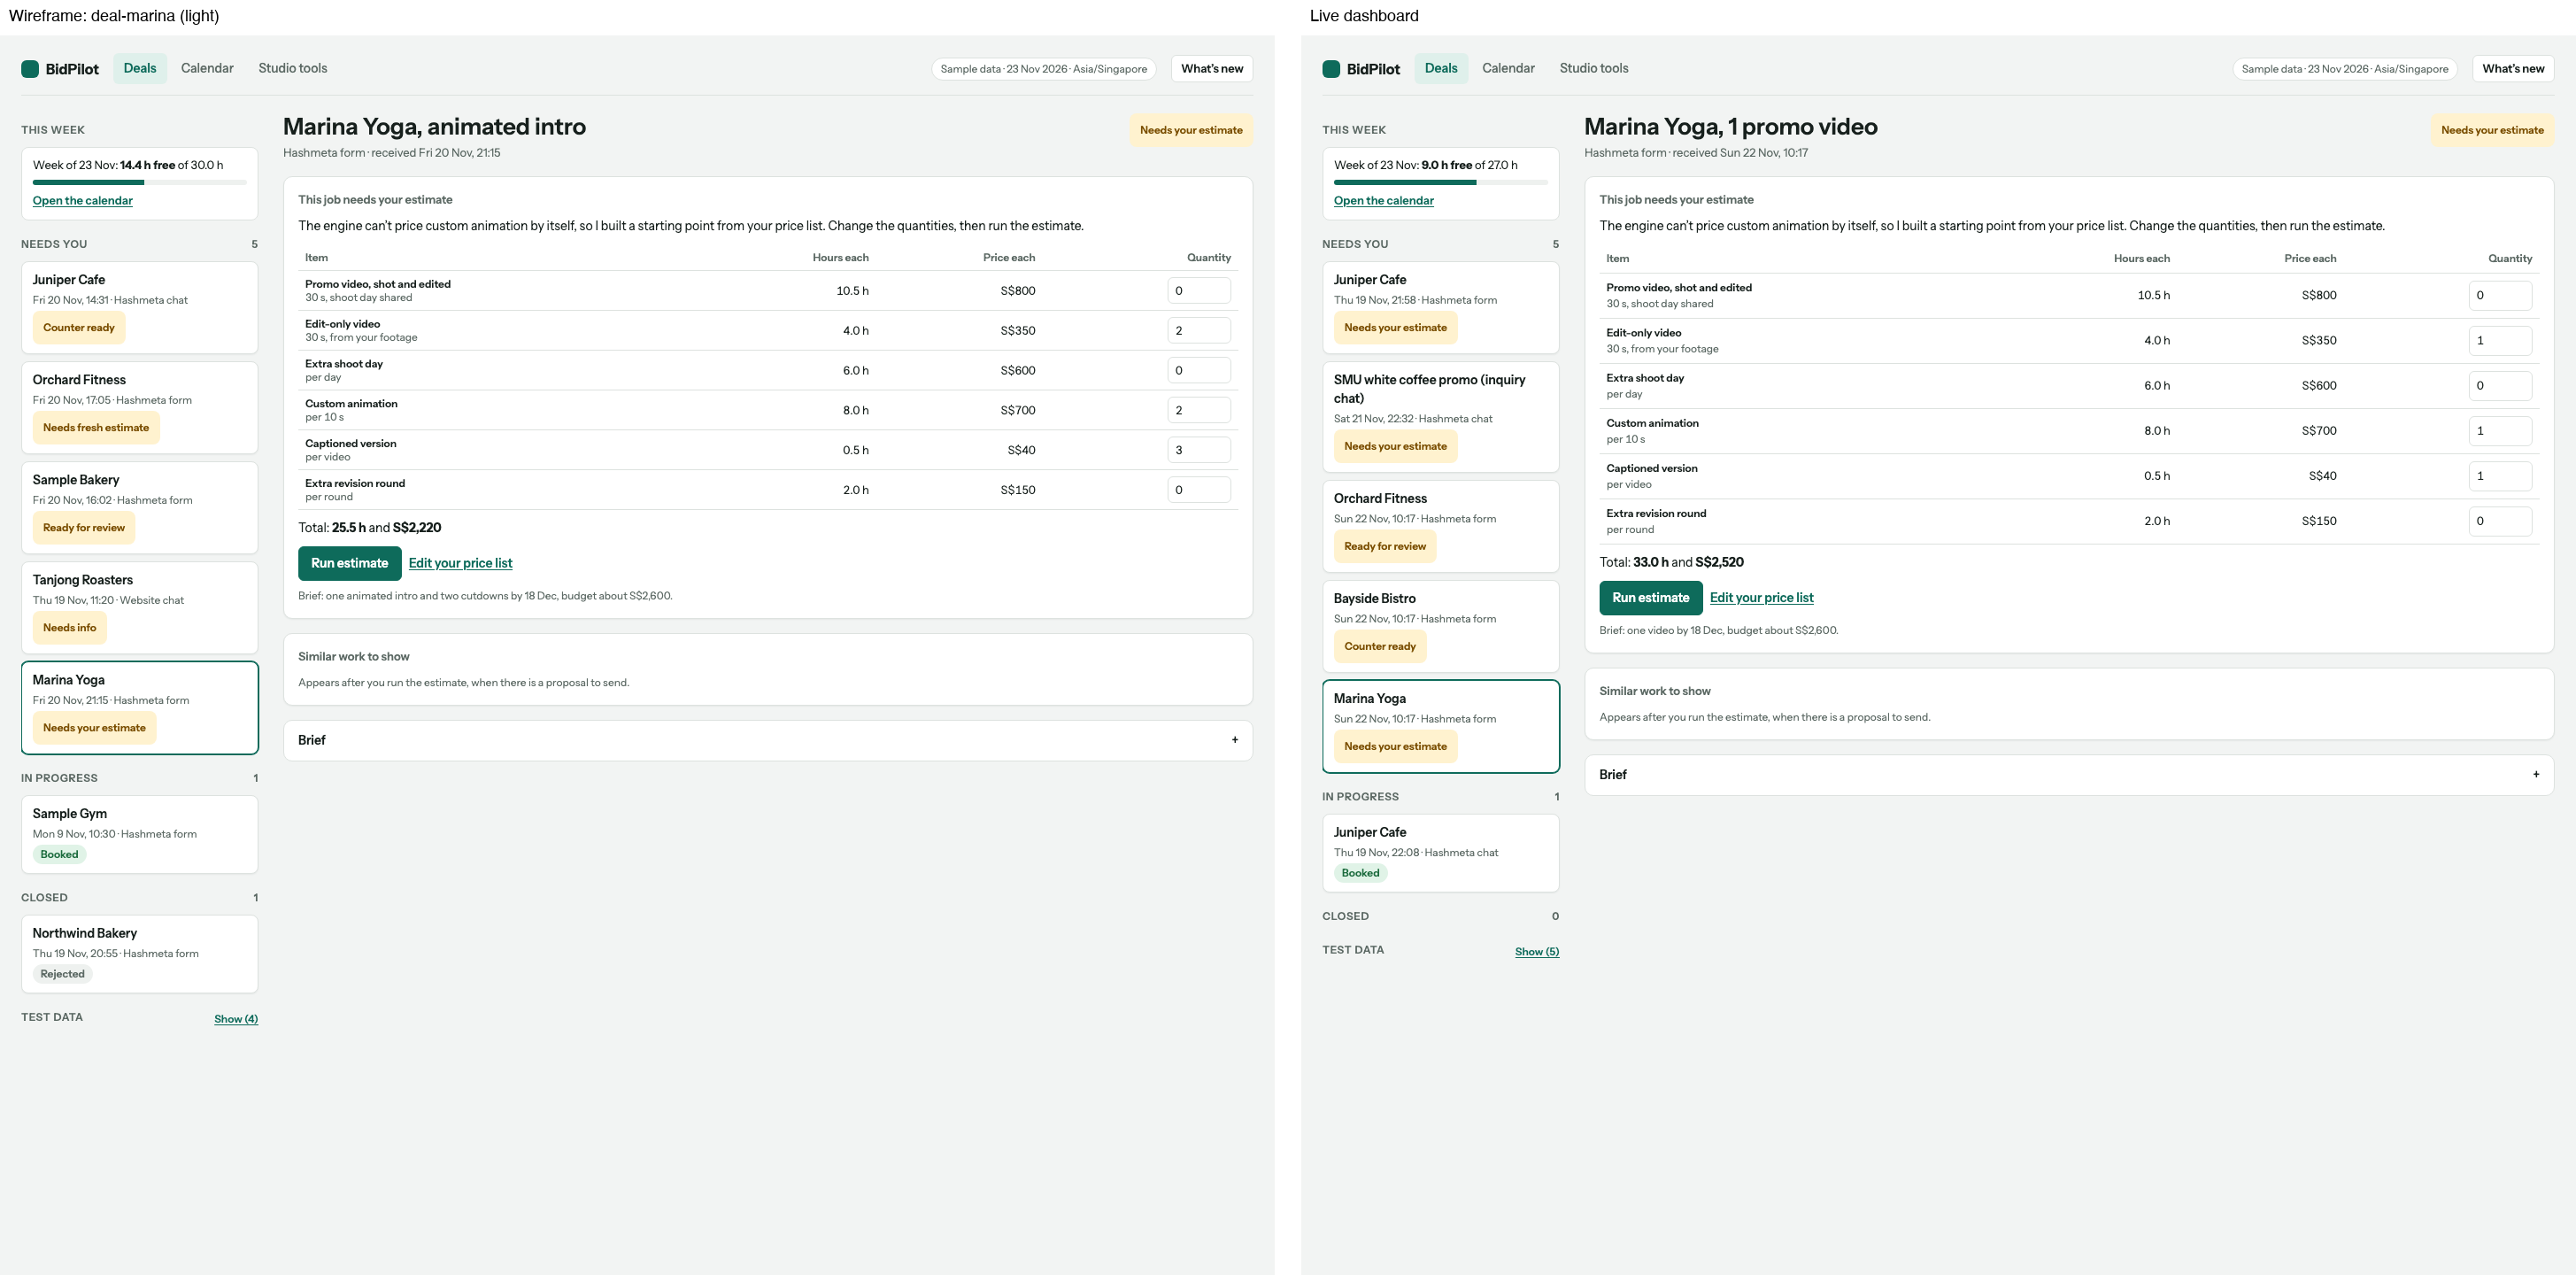 Wireframe: deal-marina (light)
BidPilot Deals Calendar Studio tools Sample data · 23 Nov 2026 · Asia/Singapore What's new
THIS WEEK
Week of 23 Nov: 14.4 h free of 30.0 h
Open the calendar
NEEDS YOU 5
Juniper Cafe
Fri 20 Nov, 14:31 · Hashmeta chat
Counter ready
Orchard Fitness
Fri 20 Nov, 17:05 · Hashmeta form
Needs fresh estimate
Sample Bakery
Fri 20 Nov, 16:02 · Hashmeta form
Ready for review
Tanjong Roasters
Thu 19 Nov, 11:20 · Website chat
Needs info
Marina Yoga
Fri 20 Nov, 21:15 · Hashmeta form
Needs your estimate
IN PROGRESS 1
Sample Gym
Mon 9 Nov, 10:30 · Hashmeta form
Booked
CLOSED 1
Northwind Bakery
Thu 19 Nov, 20:55 · Hashmeta form
Rejected
TEST DATA Show (4)
Marina Yoga, animated intro Needs your estimate
Hashmeta form · received Fri 20 Nov, 21:15
This job needs your estimate
The engine can't price custom animation by itself, so I built a starting point from your price list. Change the quantities, then run the estimate.
Item Hours each Price each Quantity
Promo video, shot and edited 10.5 h S$800 0
30 s, shoot day shared
Edit-only video 4.0 h S$350 2
30 s, from your footage
Extra shoot day 6.0 h S$600 0
per day
Custom animation 8.0 h S$700 2
per 10 s
Captioned version 0.5 h S$40 3
per video
Extra revision round 2.0 h S$150 0
per round
Total: 25.5 h and S$2,220
Run estimate Edit your price list
Brief: one animated intro and two cutdowns by 18 Dec, budget about S$2,600.
Similar work to show
Appears after you run the estimate, when there is a proposal to send.
Brief +
Live dashboard
BidPilot Deals Calendar Studio tools Sample data · 23 Nov 2026 · Asia/Singapore What's new
THIS WEEK
Week of 23 Nov: 9.0 h free of 27.0 h
Open the calendar
NEEDS YOU 5
Juniper Cafe
Thu 19 Nov, 21:58 · Hashmeta form
Needs your estimate
SMU white coffee promo (inquiry
chat)
Sat 21 Nov, 22:32 · Hashmeta chat
Needs your estimate
Orchard Fitness
Sun 22 Nov, 10:17 · Hashmeta form
Ready for review
Bayside Bistro
Sun 22 Nov, 10:17 · Hashmeta form
Counter ready
Marina Yoga
Sun 22 Nov, 10:17 · Hashmeta form
Needs your estimate
IN PROGRESS 1
Juniper Cafe
Thu 19 Nov, 22:08 · Hashmeta chat
Booked
CLOSED 0
TEST DATA Show (5)
Marina Yoga, 1 promo video Needs your estimate
Hashmeta form · received Sun 22 Nov, 10:17
This job needs your estimate
The engine can't price custom animation by itself, so I built a starting point from your price list. Change the quantities, then run the estimate.
Item Hours each Price each Quantity
Promo video, shot and edited 10.5 h S$800 0
30 s, shoot day shared
Edit-only video 4.0 h S$350 1
30 s, from your footage
Extra shoot day 6.0 h S$600 0
per day
Custom animation 8.0 h S$700 1
per 10 s
Captioned version 0.5 h S$40 1
per video
Extra revision round 2.0 h S$150 0
per round
Total: 33.0 h and S$2,520
Run estimate Edit your price list
Brief: one video by 18 Dec, budget about S$2,600.
Similar work to show
Appears after you run the estimate, when there is a proposal to send.
Brief +